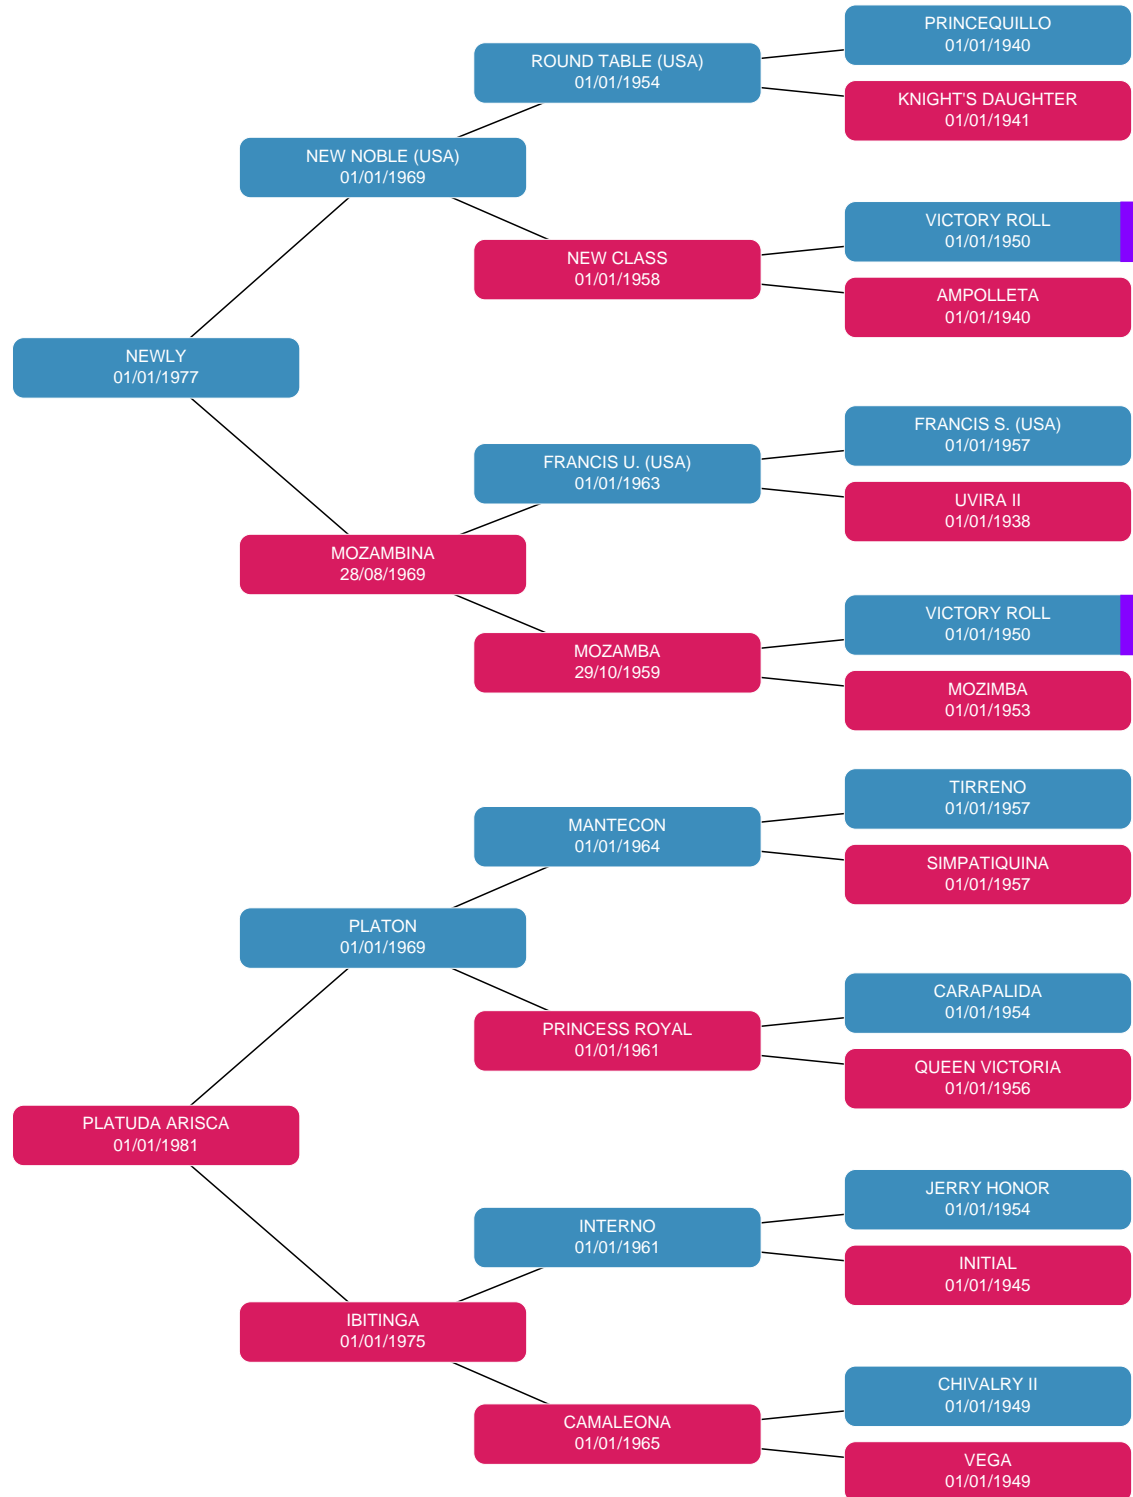 PRINCEQUILLO
01/01/1940
ROUND TABLE (USA)
01/01/1954
KNIGHT'S DAUGHTER
01/01/1941
NEW NOBLE (USA)
01/01/1969
VICTORY ROLL
01/01/1950
NEW CLASS
01/01/1958
AMPOLLETA
01/01/1940
NEWLY
01/01/1977
FRANCIS S. (USA)
01/01/1957
FRANCIS U. (USA)
01/01/1963
UVIRA II
01/01/1938
MOZAMBINA
28/08/1969
VICTORY ROLL
01/01/1950
MOZAMBA
29/10/1959
MOZIMBA
01/01/1953
TIRRENO
01/01/1957
MANTECON
01/01/1964
SIMPATIQUINA
01/01/1957
PLATON
01/01/1969
CARAPALIDA
01/01/1954
PRINCESS ROYAL
01/01/1961
QUEEN VICTORIA
01/01/1956
PLATUDA ARISCA
01/01/1981
JERRY HONOR
01/01/1954
INTERNO
01/01/1961
INITIAL
01/01/1945
IBITINGA
01/01/1975
CHIVALRY II
01/01/1949
CAMALEONA
01/01/1965
VEGA
01/01/1949